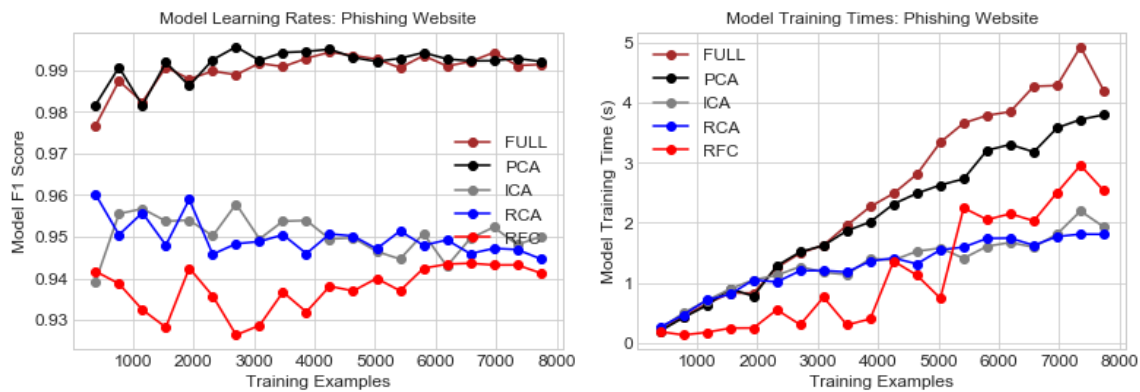 Model Learning Rates: Phishing Website
Model F1 Score
0.99
0.98
0.97
0.96
0.95
0.94
0.93
FULL
PCA
ICA
RCA
RFC
1000 2000 3000 4000 5000 6000 7000 8000
Training Examples
Model Training Times: Phishing Website
Model Training Time (s)
5
4
3
2
1
0
FULL
PCA
ICA
RCA
RFC
1000 2000 3000 4000 5000 6000 7000 8000
Training Examples